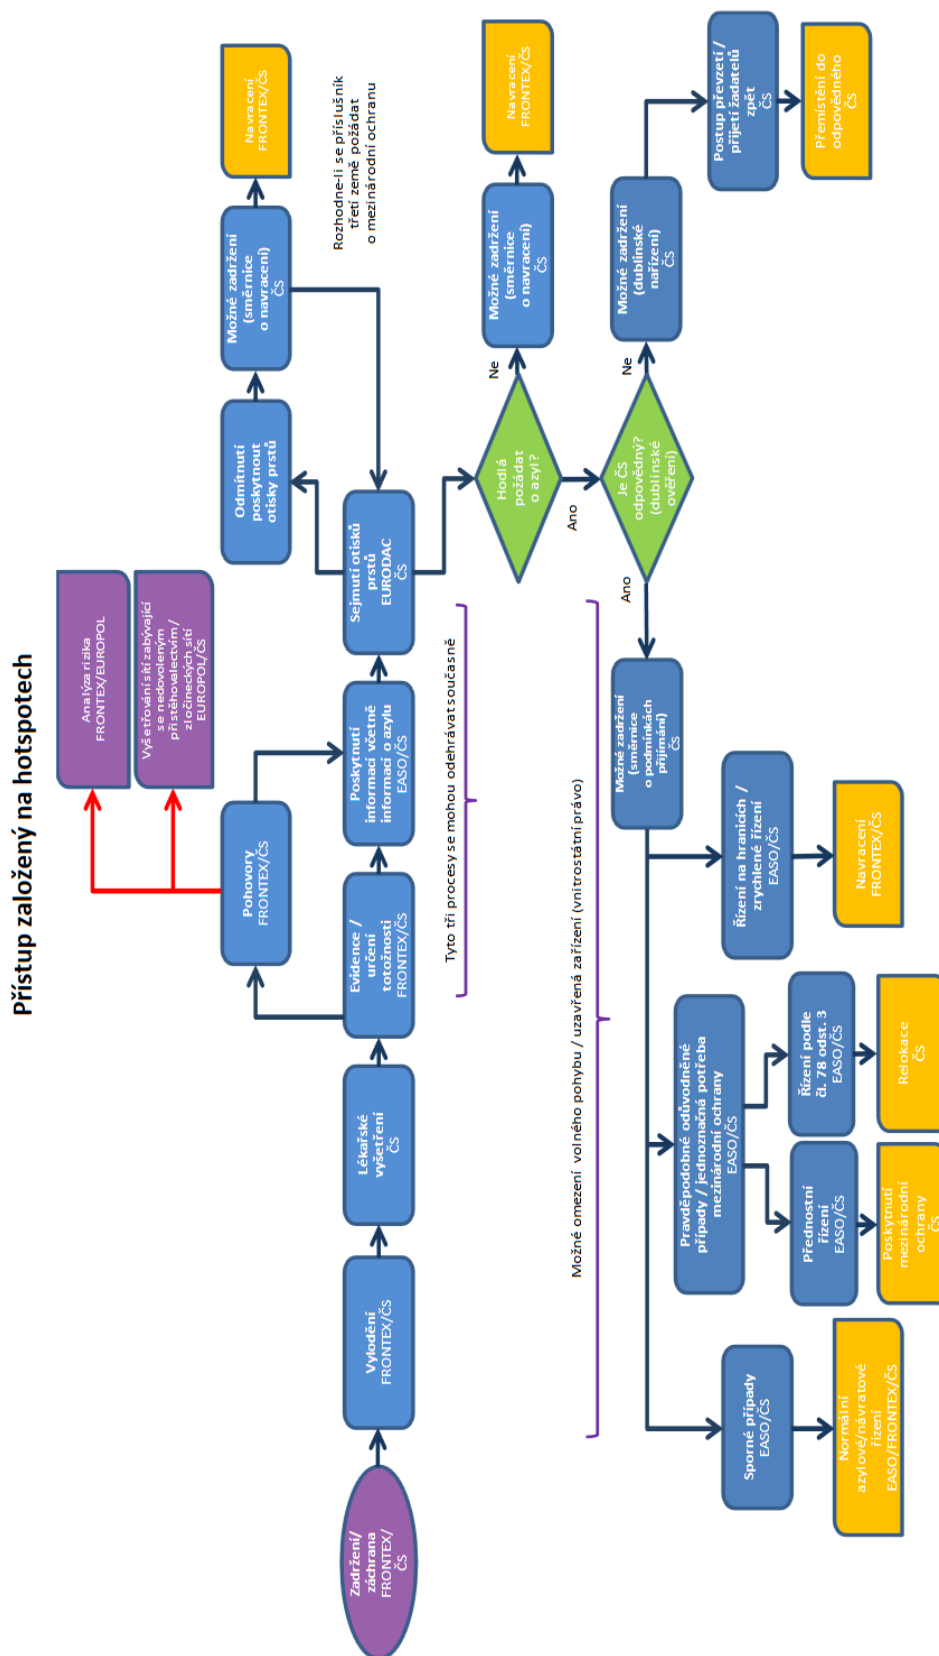 Přístup založený na hotspotech
Zadržení/
záchrana
FRONTEX/
ČS
Vylodění
FRONTEX/ČS
Lékařské
vyšetření
ČS
Evidence /
určení
totožnosti
FRONTEX/ČS
Pohovory
FRONTEX/ČS
Analýza rizika
FRONTEX/EUROPOL
Vyšetřování sítí zabývající
se nedovoleným
přistěhovalectvím/
zločineckých sítí
EUROPOL/ČS
Poskytnutí
informací včetně
informací o azylu
EASO/ČS
Sejmutí otisků
prstů
EURODAC
ČS
Tyto tři procesy se mohou odehrávat současně
Odmítnutí
poskytnout
otisky prstů
Možné zadržení
(směrnice
o navracení)
ČS
Navracení
FRONTEX/ČS
Rozhodne-li se příslušník
třetí země požádat
o mezinárodní ochranu
Hodlá
požádat
o azyl?
Ne
Možné zadržení
(směrnice
o navracení)
ČS
Navracení
FRONTEX/ČS
Ano
Je ČS
odpovědný?
(dublinské
ověření)
Ne
Možné zadržení
(dublinské
nařízení)
ČS
Postup převzetí /
přijetí žadatelů
zpět
ČS
Přemístění do
odpovědného
ČS
Ano
Možné omezení volného pohybu / uzavřená zařízení (vnitrostátní právo)
Možné zadržení
(směrnice
o podmínkách
přijímání)
ČS
Sporné případy
EASO/ČS
Normální
azylové/návratové
řízení
EASO/FRONTEX/ČS
Pravděpodobné odůvodněné
případy / jednoznačná potřeba
mezinárodní ochrany
EASO/ČS
Přednostní
řízení
EASO/ČS
Poskytnutí
mezinárodní
ochrany
ČS
Řízení podle
čl. 78 odst. 3
EASO/ČS
Relokace
ČS
Řízení na hranicích /
zrychlené řízení
EASO/ČS
Navracení
FRONTEX/ČS